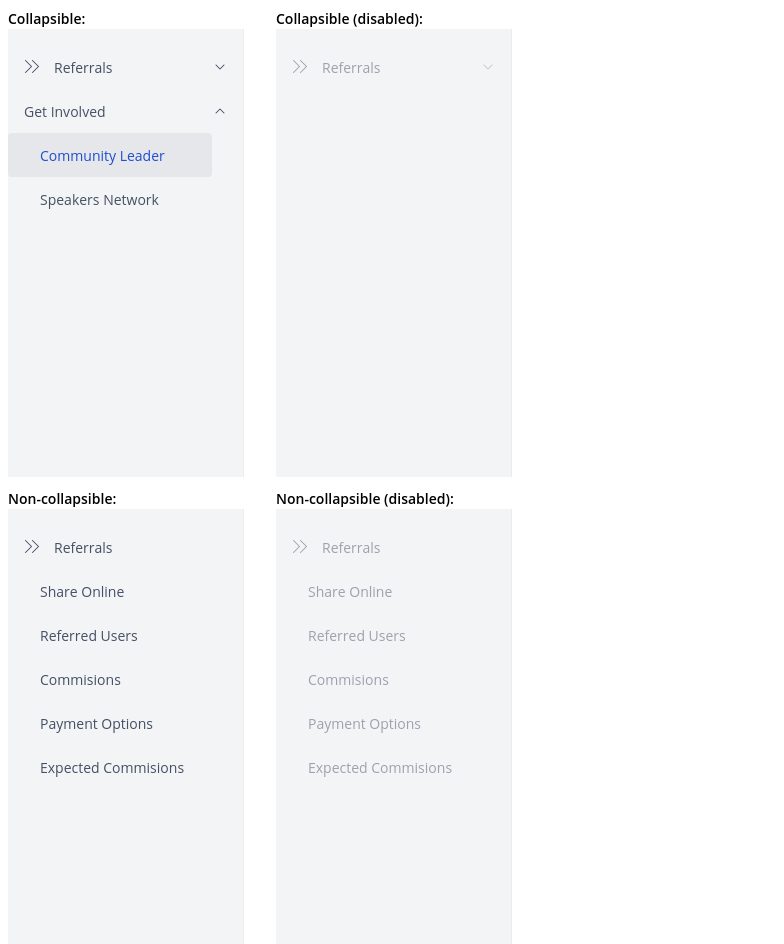 Collapsible:
Referrals
Get Involved
Community Leader
Speakers Network
Collapsible (disabled):
Referrals
Non-collapsible:
Referrals
Share Online
Referred Users
Commisions
Payment Options
Expected Commisions
Non-collapsible (disabled):
Referrals
Share Online
Referred Users
Commisions
Payment Options
Expected Commisions